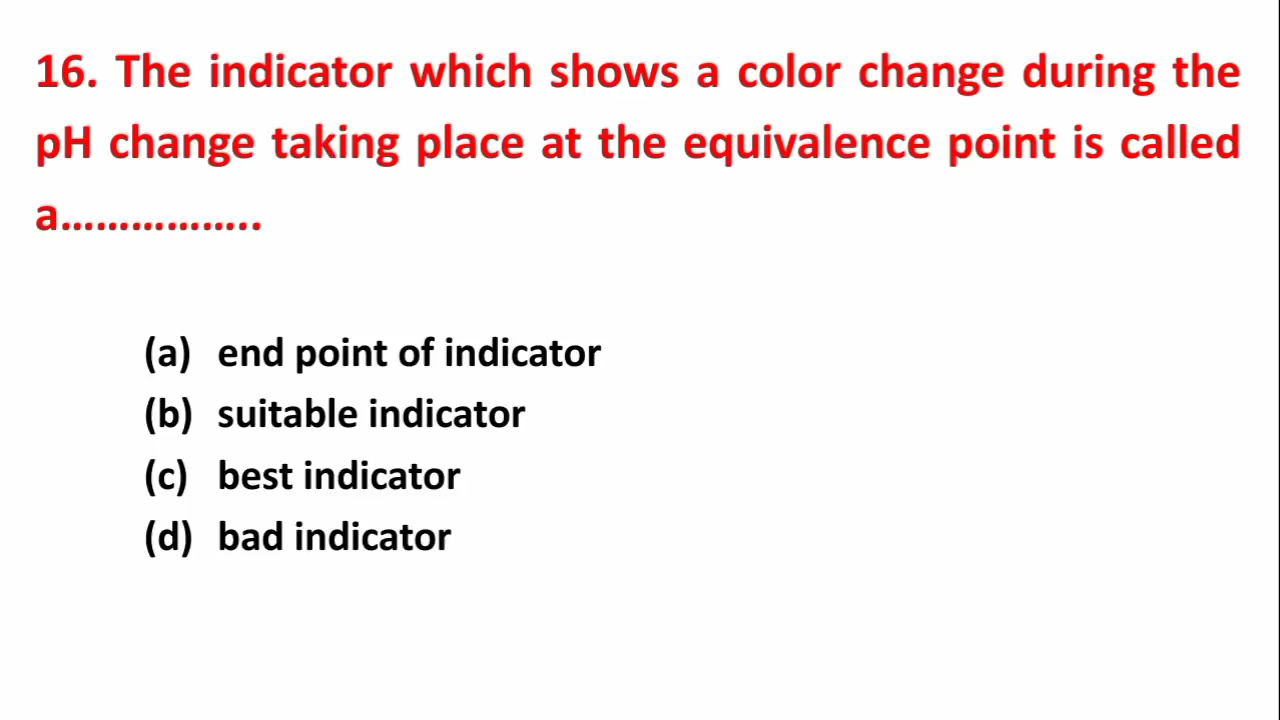 16. The indicator which shows a color change during the
pH change taking place at the equivalence point is called
a……………..
(a) end point of indicator
(b) suitable indicator
(c) best indicator
(d) bad indicator